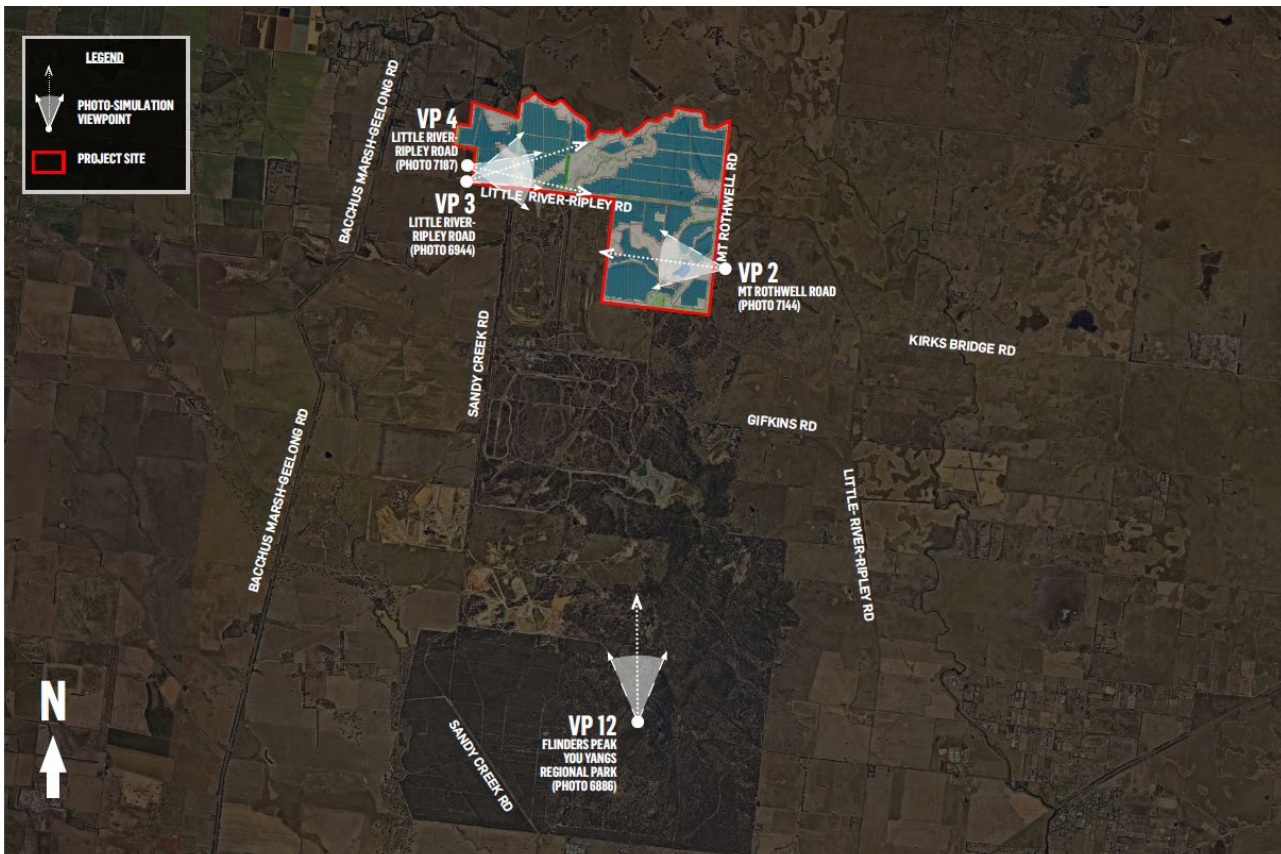 LEGEND
PHOTO-SIMULATION
VIEWPOINT
PROJECT SITE
BACCHUS MARSH-GEELONG RD
VP 4
LITTLE RIVER-
RIPLEY ROAD
(PHOTO 7187)
VP 3
LITTLE RIVER-
RIPLEY ROAD
(PHOTO 6944)
LITTLE RIVER-RIPLEY RD
MT ROTHWELL RD
VP 2
MT ROTHWELL ROAD
(PHOTO 7144)
SANDY CREEK RD
KIRKS BRIDGE RD
GIFKINS RD
BACCHUS MARSH-GEELONG RD
LITTLE- RIVER-RIPLEY RD
N
VP 12
FLINDERS PEAK
YOU YANGS
REGIONAL PARK
(PHOTO 6886)
SANDY CREEK RD